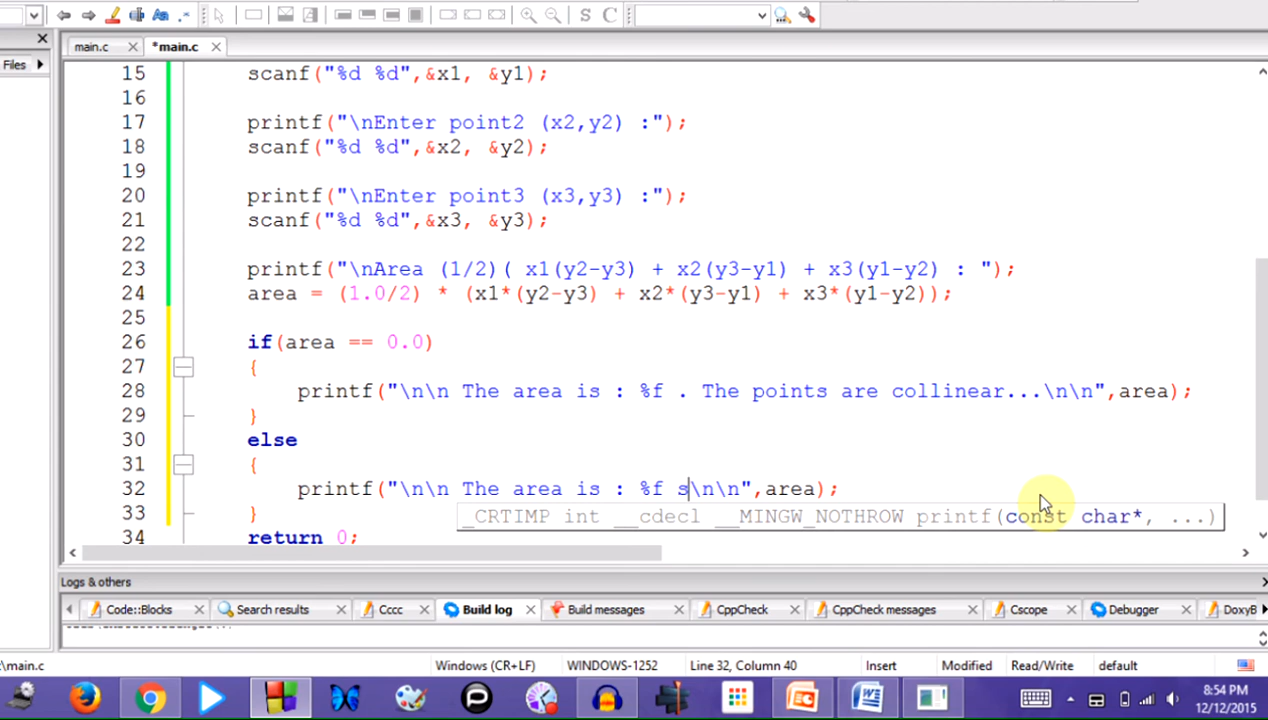 main.c *main.c
Files
15 scanf("%d %d",&x1, &y1);
16
17 printf("\nEnter point2 (x2,y2) :");
18 scanf("%d %d",&x2, &y2);
19
20 printf("\nEnter point3 (x3,y3) :");
21 scanf("%d %d",&x3, &y3);
22
23 printf("\nArea (1/2)( x1(y2-y3) + x2(y3-y1) + x3(y1-y2) : ");
24 area = (1.0/2) * (x1*(y2-y3) + x2*(y3-y1) + x3*(y1-y2));
25
26 if(area == 0.0)
27 {
28 printf("\n\n The area is : %f . The points are collinear...\n\n",area);
29 }
30 else
31 {
32 printf("\n\n The area is : %f s\n\n",area);
_CRTIMP int __cdecl __MINGW_NOTHROW printf(const char*, ...)
33 }
34 return 0;
Logs & others
Code::Blocks Search results Cccc Build log Build messages CppCheck CppCheck messages Cscope Debugger DoxyB
:\main.c Windows (CR+LF) WINDOWS-1252 Line 32, Column 40 Insert Modified Read/Write default
8:54 PM
12/12/2015